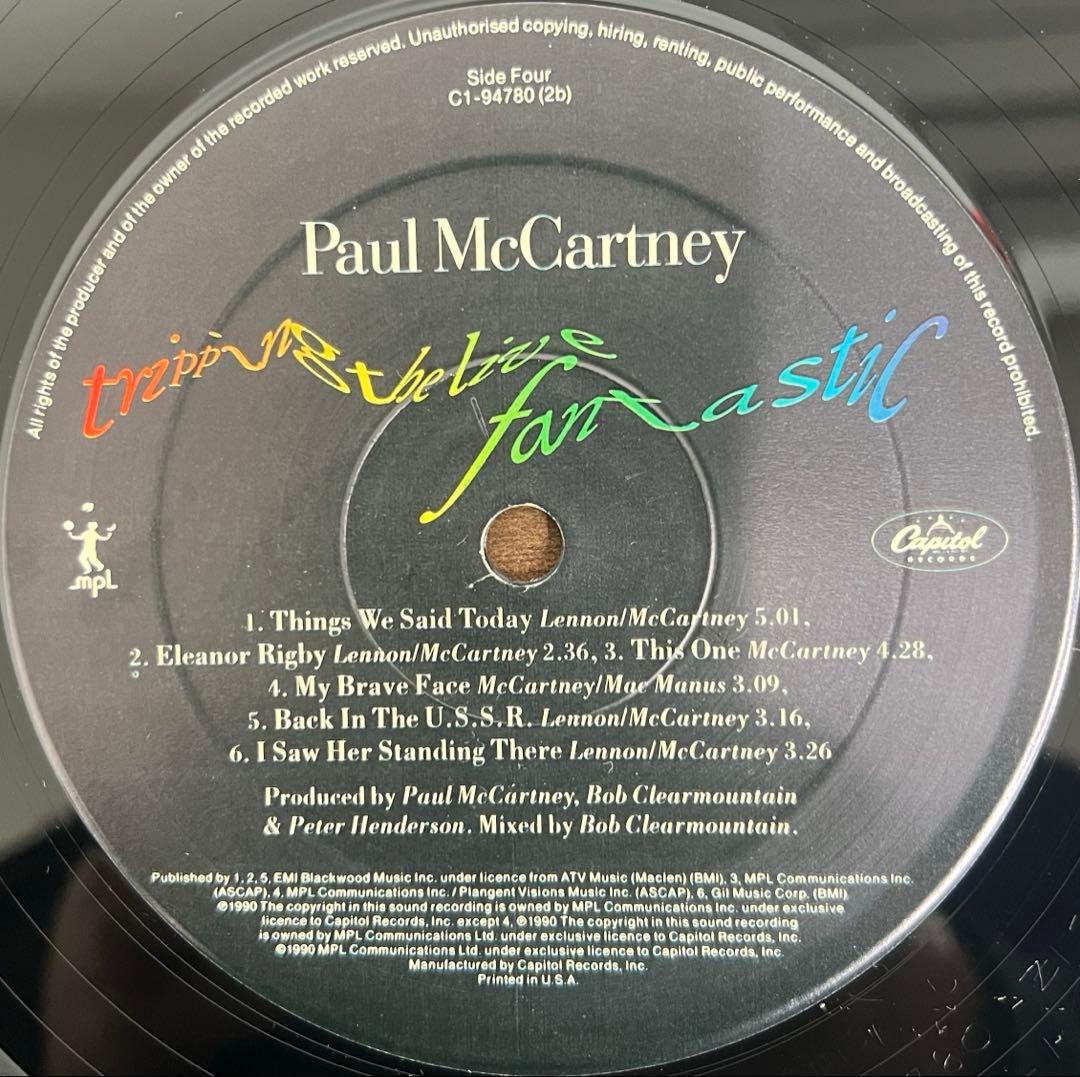 All rights of the producer and of the owner of the recorded work reserved. Unauthorised copying, hiring, renting, public performance and broadcasting of this record prohibited.
Side Four
C1-94780 (2b)
Paul McCartney
tripping the live
fantastic
mpL
Capitol
RECORDS
1. Things We Said Today Lennon/McCartney 5.01,
2. Eleanor Rigby Lennon/McCartney 2.36, 3. This One McCartney 4.28,
4. My Brave Face McCartney/Mac Manus 3.09,
5. Back In The U.S.S.R. Lennon/McCartney 3.16,
6. I Saw Her Standing There Lennon/McCartney 3.26
Produced by Paul McCartney, Bob Clearmountain
& Peter Henderson. Mixed by Bob Clearmountain.
Published by 1, 2, 5, EMI Blackwood Music Inc. under licence from ATV Music (Maclen) (BMI), 3, MPL Communications Inc.
(ASCAP), 4, MPL Communications Inc. / Plangent Visions Music Inc. (ASCAP), 6, Gil Music Corp. (BMI)
℗1990 The copyright in this sound recording is owned by MPL Communications Inc. under exclusive
licence to Capitol Records, Inc. except 4, ℗1990 The copyright in this sound recording
is owned by MPL Communications Ltd. under exclusive licence to Capitol Records, Inc.
©1990 MPL Communications Ltd. under exclusive licence to Capitol Records, Inc.
Manufactured by Capitol Records, Inc.
Printed in U.S.A.